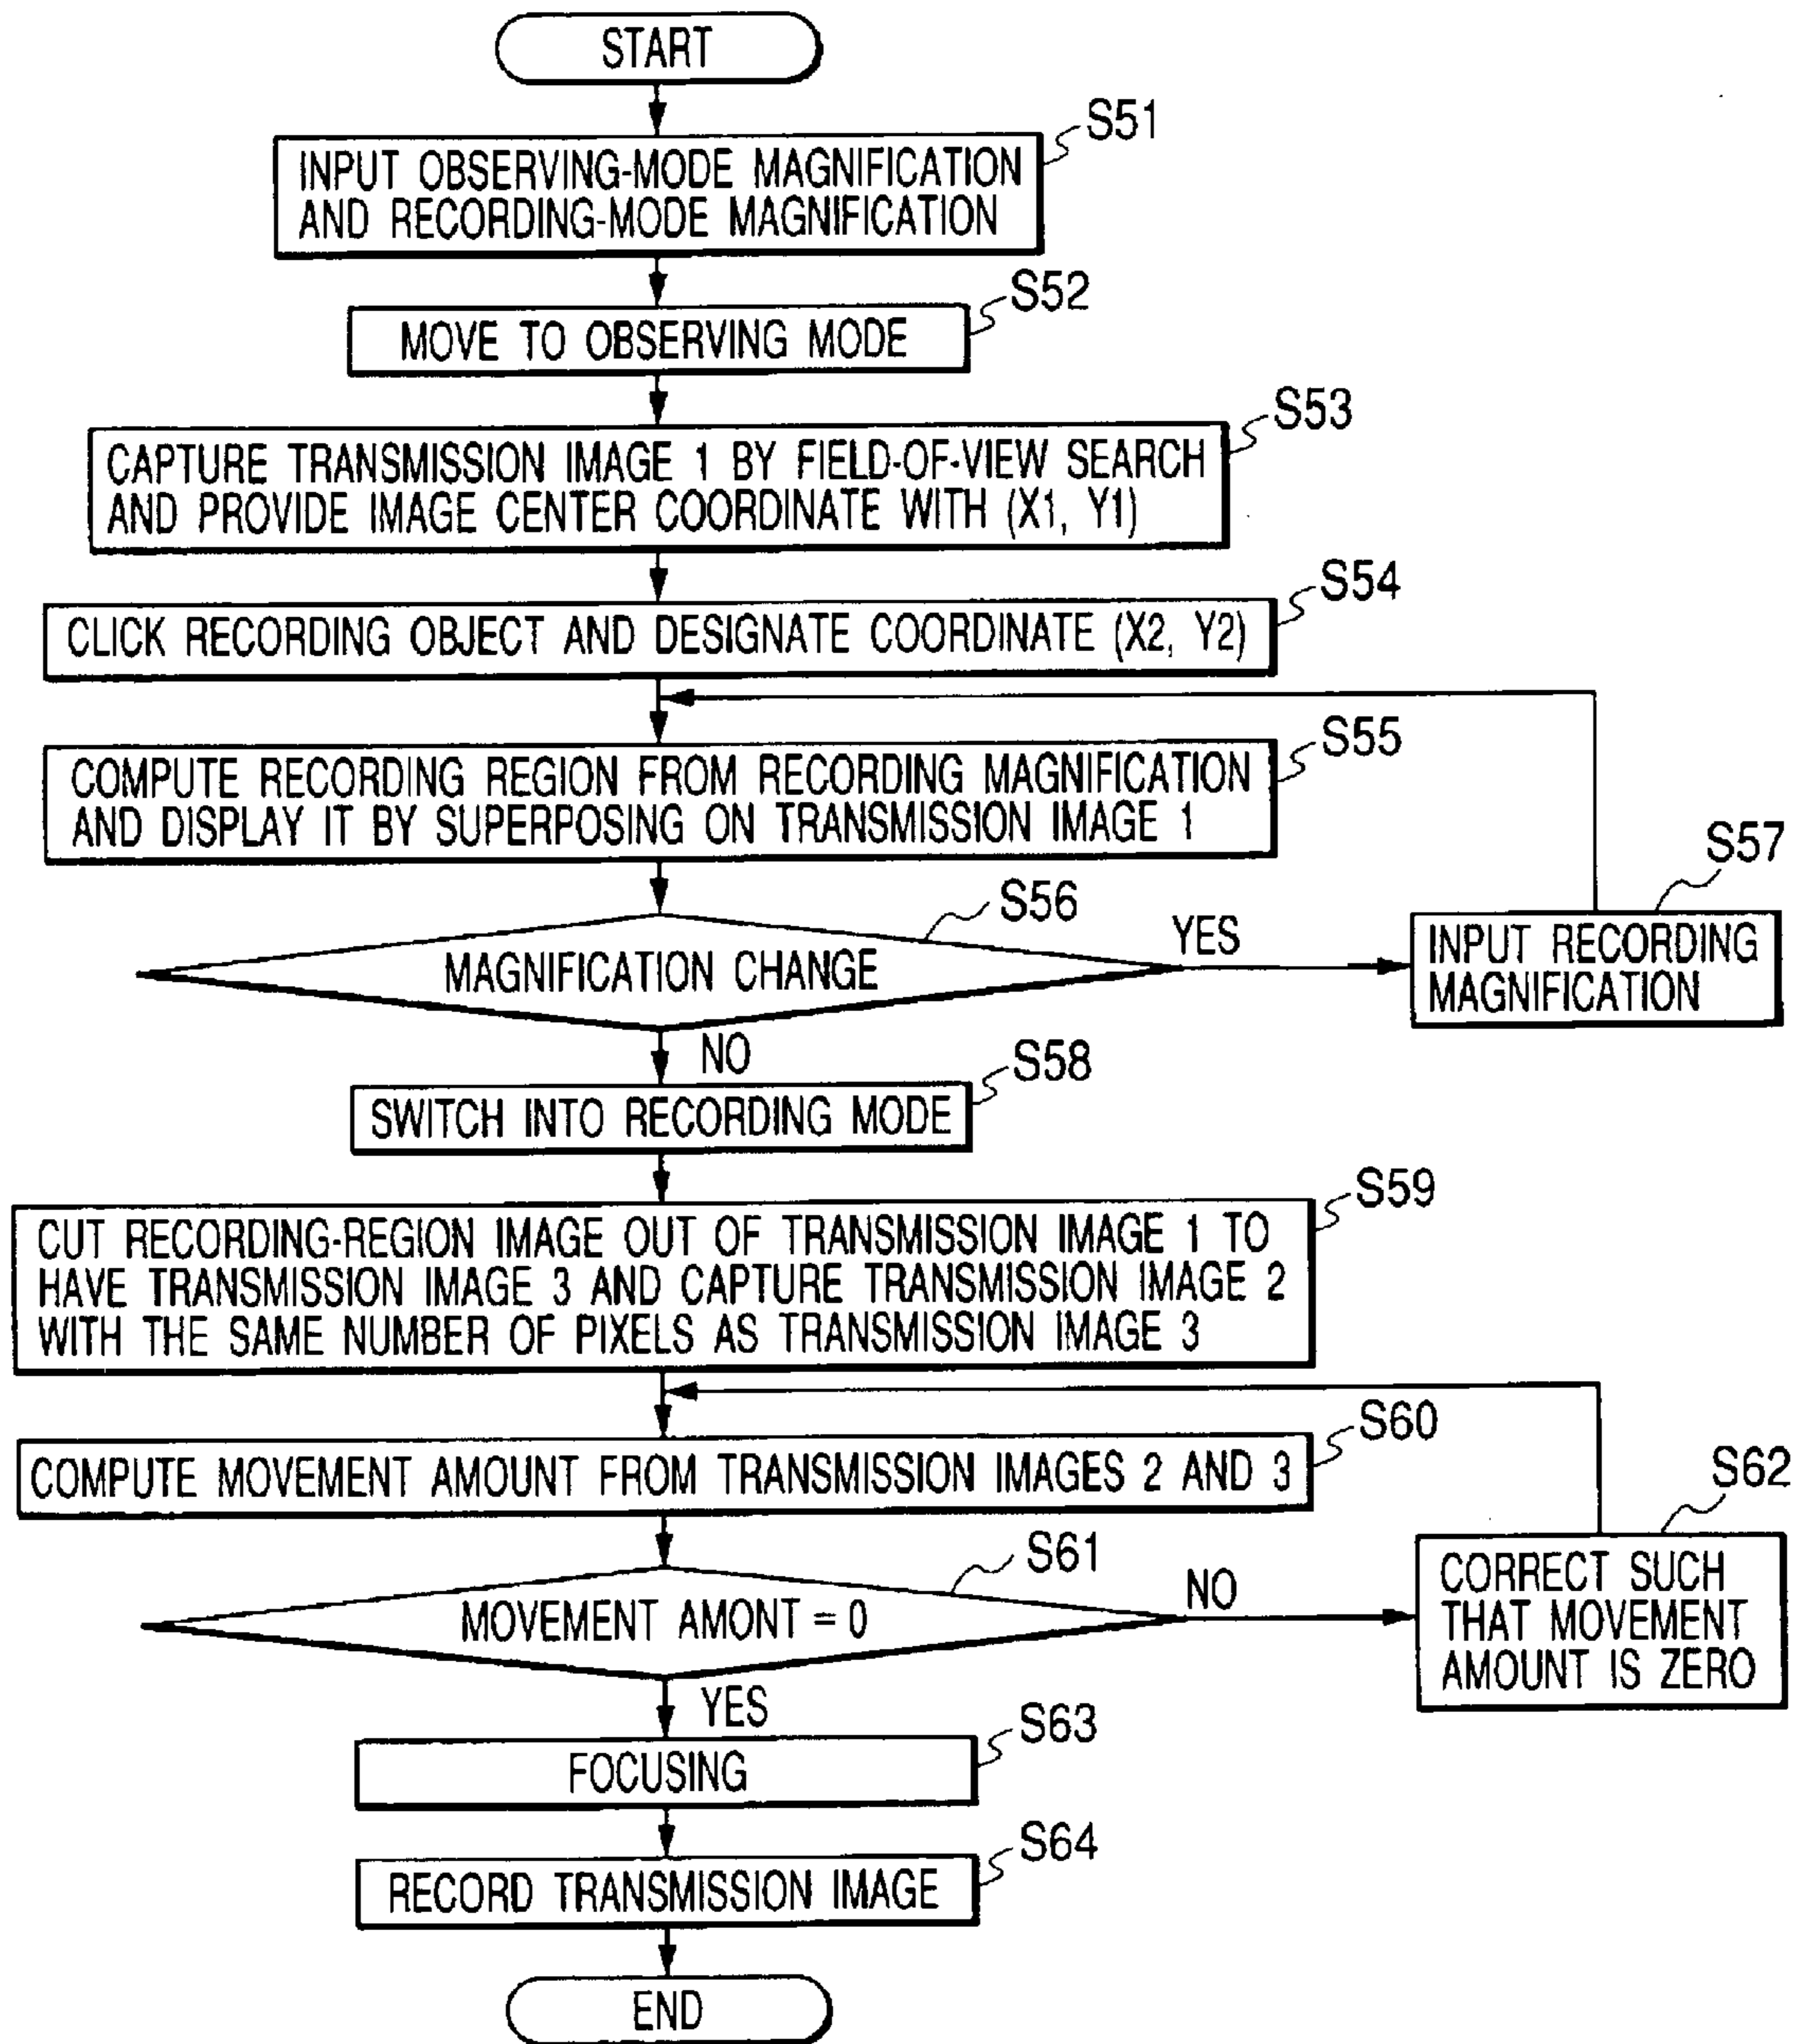 START
S51
INPUT OBSERVING-MODE MAGNIFICATION
AND RECORDING-MODE MAGNIFICATION
S52
MOVE TO OBSERVING MODE
S53
CAPTURE TRANSMISSION IMAGE 1 BY FIELD-OF-VIEW SEARCH
AND PROVIDE IMAGE CENTER COORDINATE WITH (X1, Y1)
S54
CLICK RECORDING OBJECT AND DESIGNATE COORDINATE (X2, Y2)
S55
COMPUTE RECORDING REGION FROM RECORDING MAGNIFICATION
AND DISPLAY IT BY SUPERPOSING ON TRANSMISSION IMAGE 1
S56
MAGNIFICATION CHANGE
YES
S57
INPUT RECORDING
MAGNIFICATION
NO
S58
SWITCH INTO RECORDING MODE
S59
CUT RECORDING-REGION IMAGE OUT OF TRANSMISSION IMAGE 1 TO
HAVE TRANSMISSION IMAGE 3 AND CAPTURE TRANSMISSION IMAGE 2
WITH THE SAME NUMBER OF PIXELS AS TRANSMISSION IMAGE 3
S60
COMPUTE MOVEMENT AMOUNT FROM TRANSMISSION IMAGES 2 AND 3
S61
MOVEMENT AMONT = 0
NO
S62
CORRECT SUCH
THAT MOVEMENT
AMOUNT IS ZERO
YES
S63
FOCUSING
S64
RECORD TRANSMISSION IMAGE
END